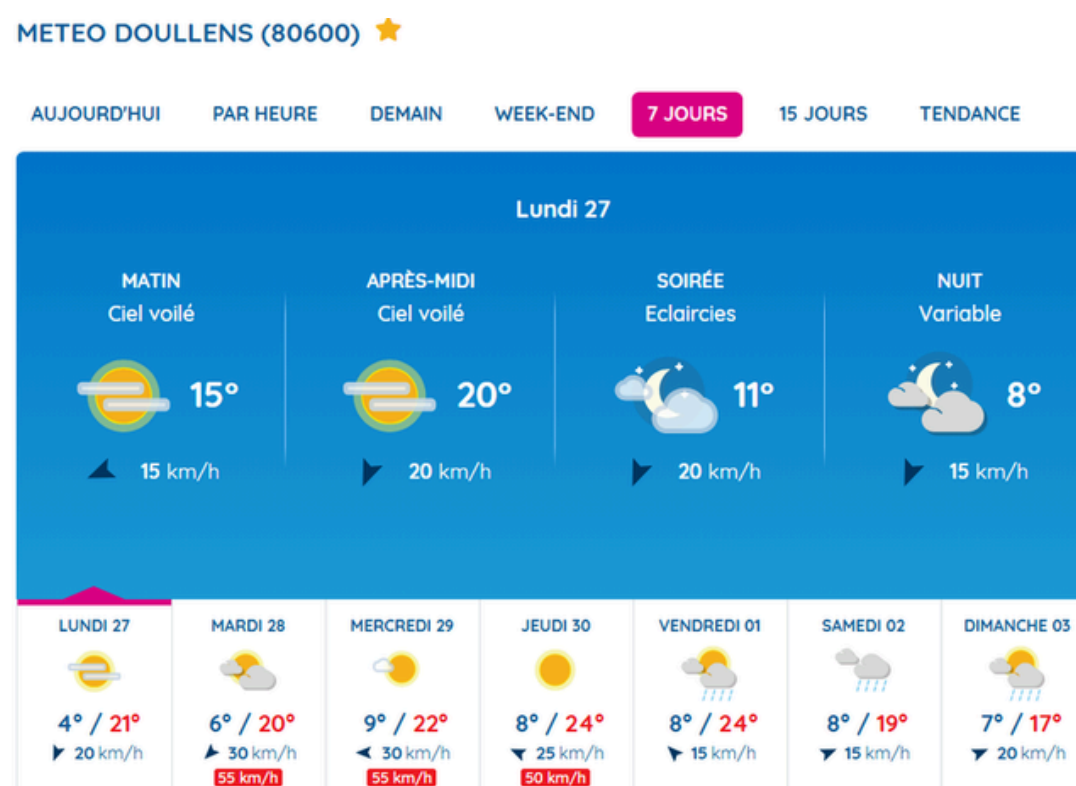 METEO DOULLENS (80600)
AUJOURD'HUI PAR HEURE DEMAIN WEEK-END 7 JOURS 15 JOURS TENDANCE
Lundi 27
MATIN APRÈS-MIDI SOIRÉE NUIT
Ciel voilé Ciel voilé Eclaircies Variable
15° 20° 11° 8°
15 km/h 20 km/h 20 km/h 15 km/h
LUNDI 27 MARDI 28 MERCREDI 29 JEUDI 30 VENDREDI 01 SAMEDI 02 DIMANCHE 03
4° / 21° 6° / 20° 9° / 22° 8° / 24° 8° / 24° 8° / 19° 7° / 17°
20 km/h 30 km/h 30 km/h 25 km/h 15 km/h 15 km/h 20 km/h
55 km/h 55 km/h 50 km/h